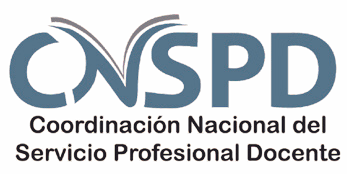 CNSPD
Coordinación Nacional del
Servicio Profesional Docente